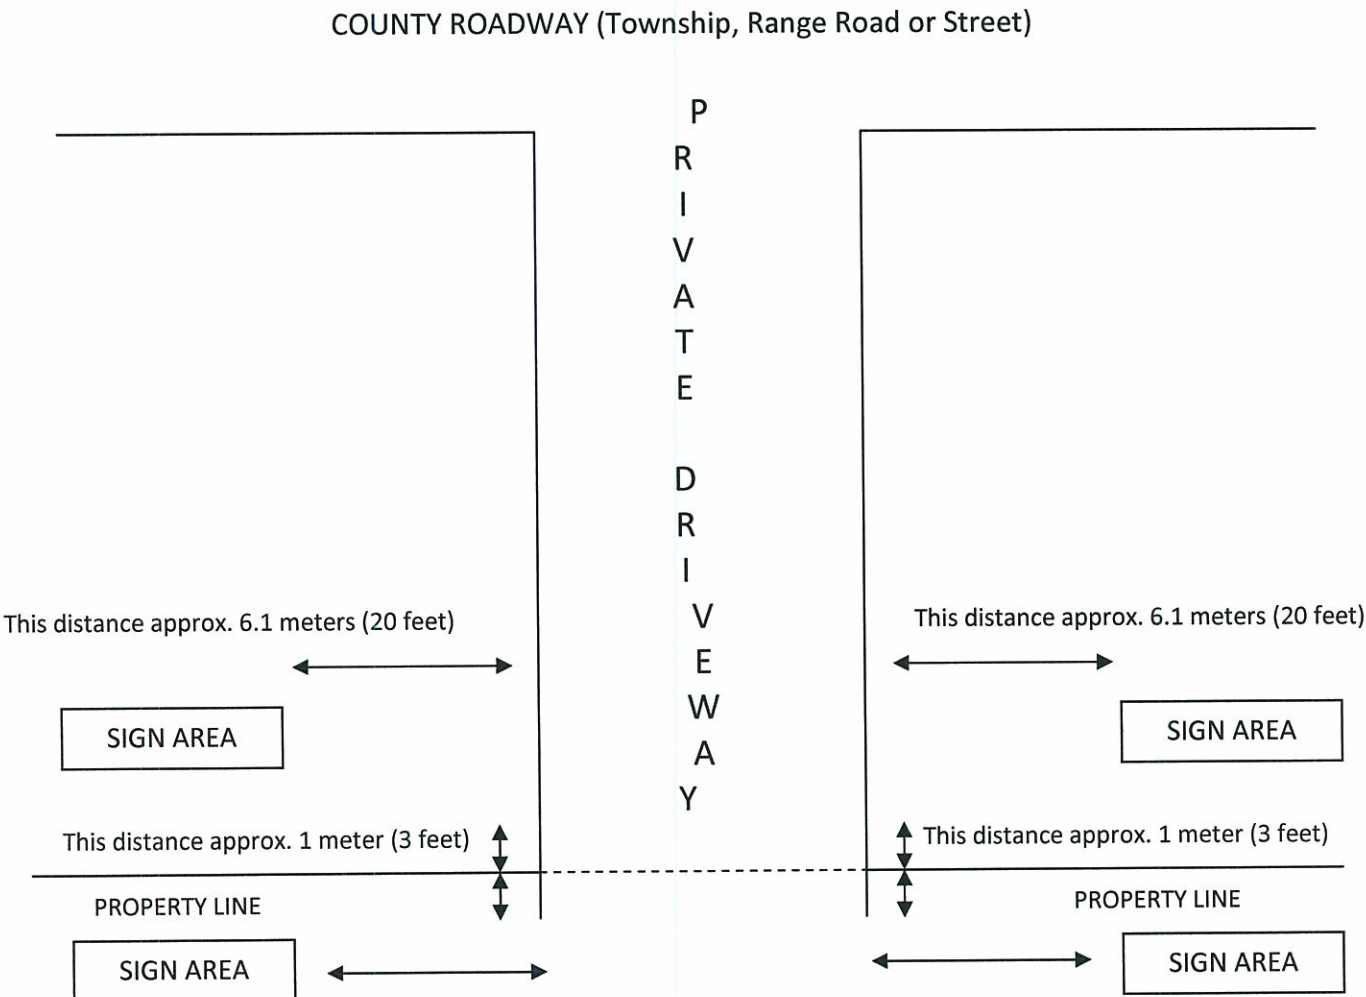 COUNTY ROADWAY (Township, Range Road or Street)
PRIVATE DRIVEWAY
This distance approx. 6.1 meters (20 feet)
This distance approx. 6.1 meters (20 feet)
SIGN AREA
SIGN AREA
This distance approx. 1 meter (3 feet)
This distance approx. 1 meter (3 feet)
PROPERTY LINE
PROPERTY LINE
SIGN AREA
SIGN AREA